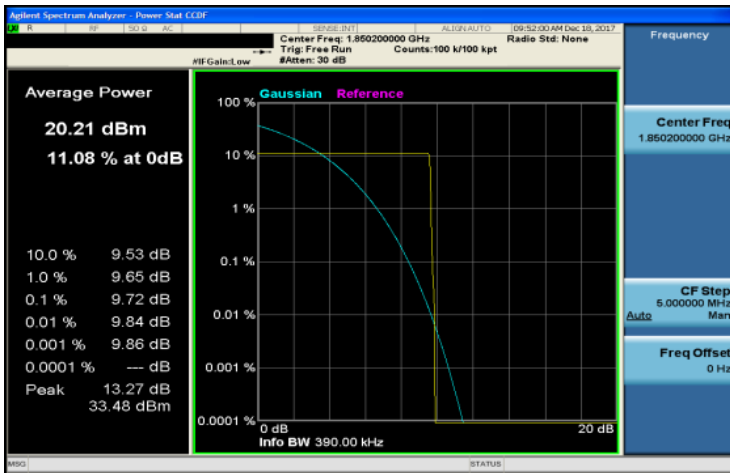 Agilent Spectrum Analyzer - Power Stat CCDF
R RF 50 Ω AC SENSE:INT ALIGN AUTO 09:52:00 AM Dec 18, 2017
Center Freq: 1.850200000 GHz Radio Std: None
Trig: Free Run Counts:100 k/100 kpt
#IFGain:Low #Atten: 30 dB
Frequency
Average Power
20.21 dBm
11.08 % at 0dB
10.0 % 9.53 dB
1.0 % 9.65 dB
0.1 % 9.72 dB
0.01 % 9.84 dB
0.001 % 9.86 dB
0.0001 % --- dB
Peak 13.27 dB
33.48 dBm
Gaussian Reference
100 %
10 %
1 %
0.1 %
0.01 %
0.001 %
0.0001 %
0 dB 20 dB
Info BW 390.00 kHz
Center Freq
1.850200000 GHz
CF Step
5.000000 MHz
Auto Man
Freq Offset
0 Hz
MSG STATUS